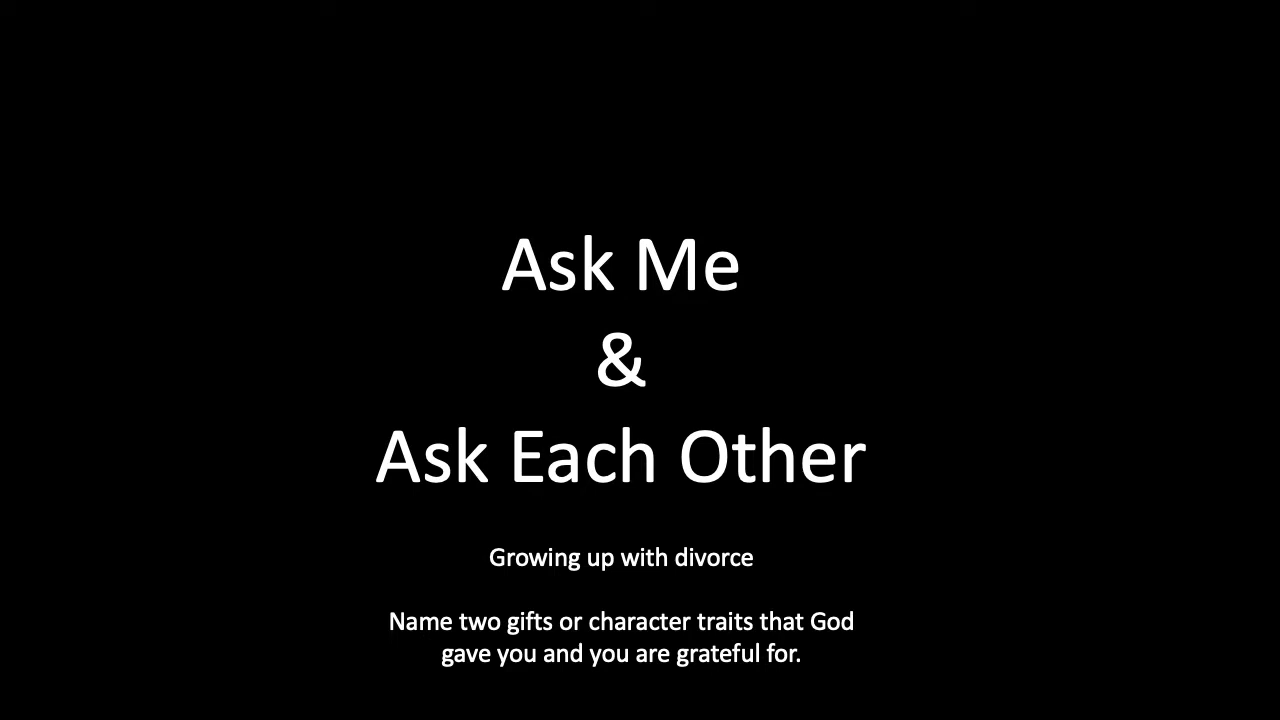 Ask Me
&
Ask Each Other
Growing up with divorce
Name two gifts or character traits that God
gave you and you are grateful for.